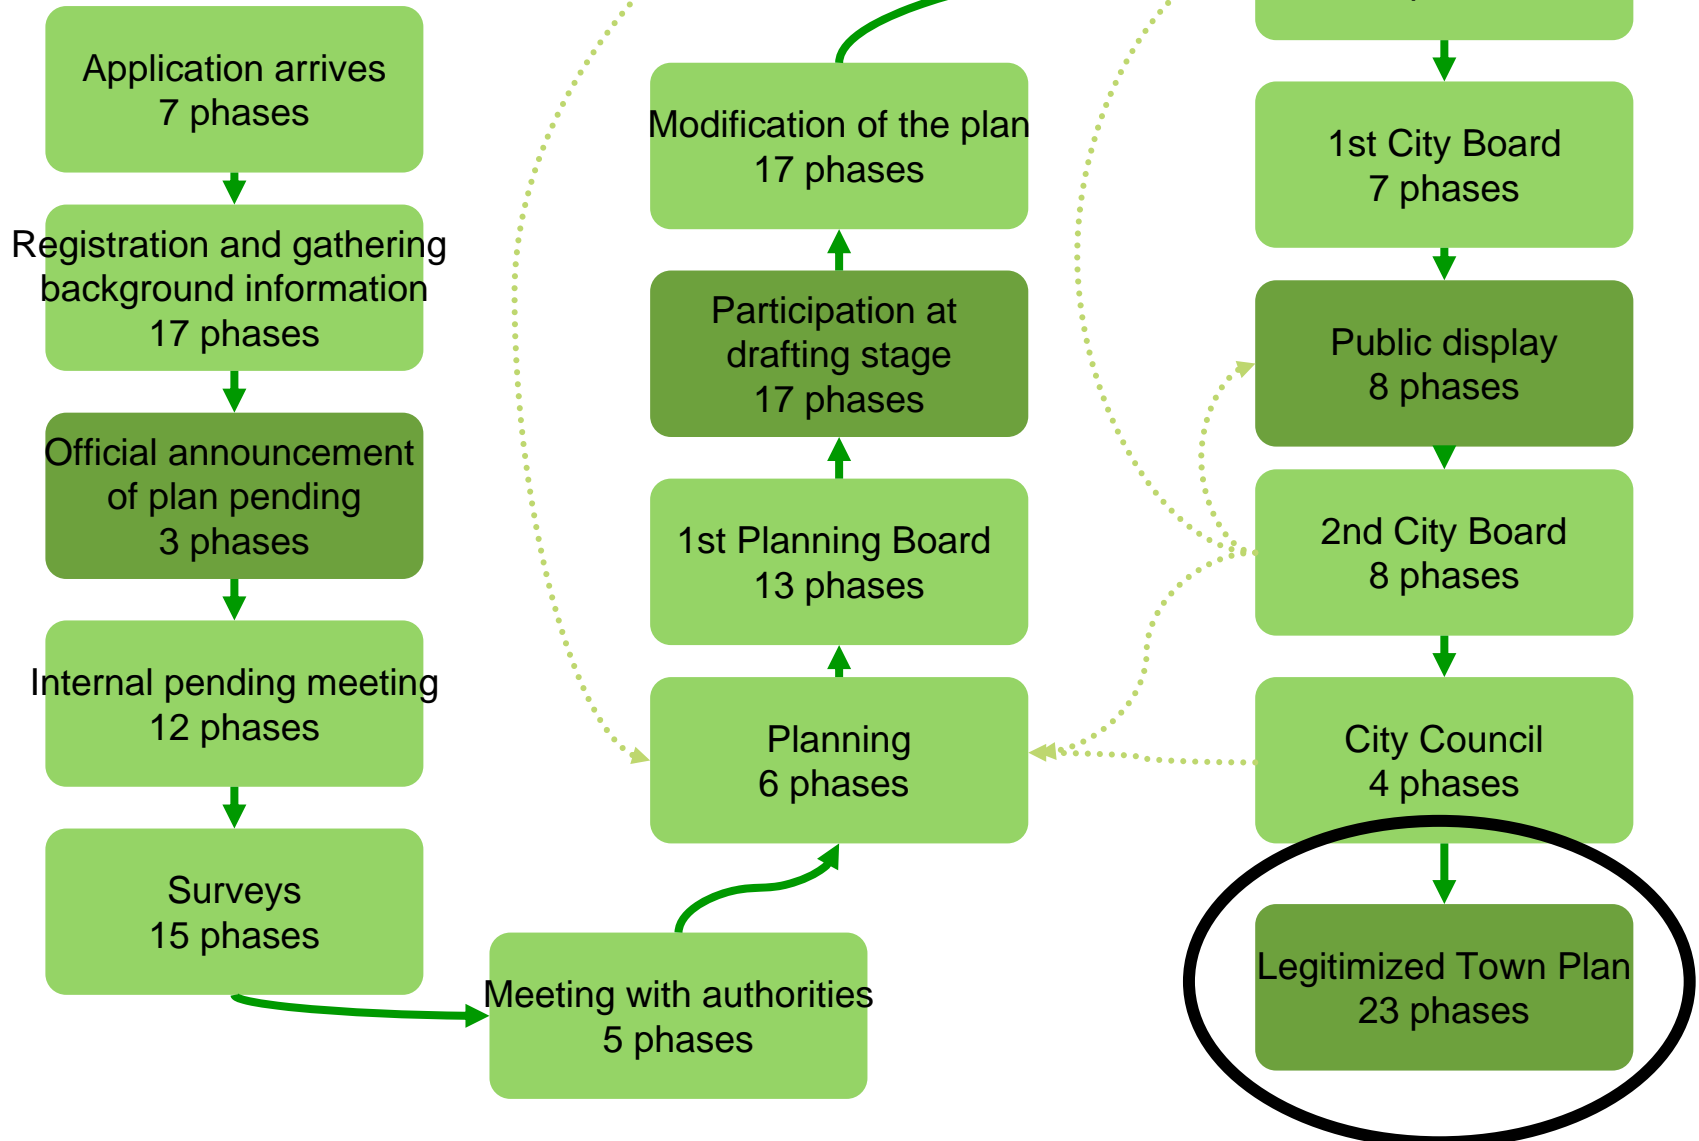 Application arrives
7 phases
Registration and gathering
background information
17 phases
Official announcement
of plan pending
3 phases
Internal pending meeting
12 phases
Surveys
15 phases
Meeting with authorities
5 phases
Planning
6 phases
1st Planning Board
13 phases
Participation at
drafting stage
17 phases
Modification of the plan
17 phases
1st City Board
7 phases
Public display
8 phases
2nd City Board
8 phases
City Council
4 phases
Legitimized Town Plan
23 phases